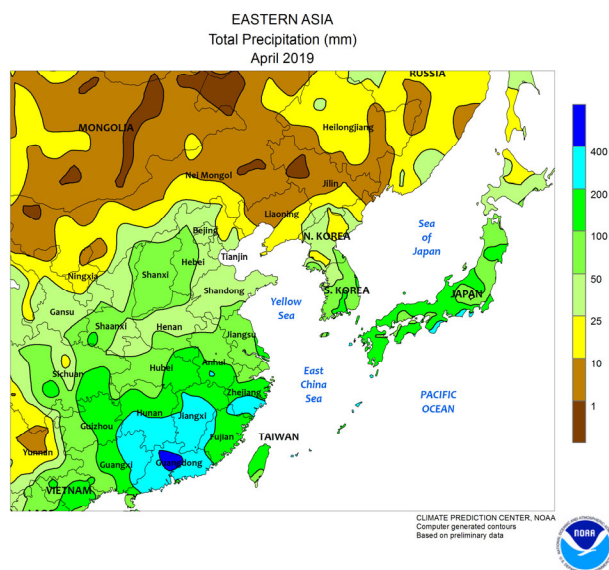 EASTERN ASIA
Total Precipitation (mm)
April 2019
RUSSIA
MONGOLIA
Heilongjiang
Nei Mongol
Jilin
Liaoning
Sea
of
Japan
Beijing
N. KOREA
Tianjin
Hebei
Ningxia
Shanxi
Shandong
S. KOREA
JAPAN
Yellow
Sea
Gansu
Shaanxi
Henan
Jiangsu
Sichuan
Hubei
Anhui
East
China
Sea
Zhejiang
PACIFIC
OCEAN
Hunan
Jiangxi
Guizhou
Fujian
TAIWAN
Yunnan
Guangxi
Guangdong
VIETNAM
400
200
100
50
25
10
1
CLIMATE PREDICTION CENTER, NOAA
Computer generated contours
Based on preliminary data
NOAA